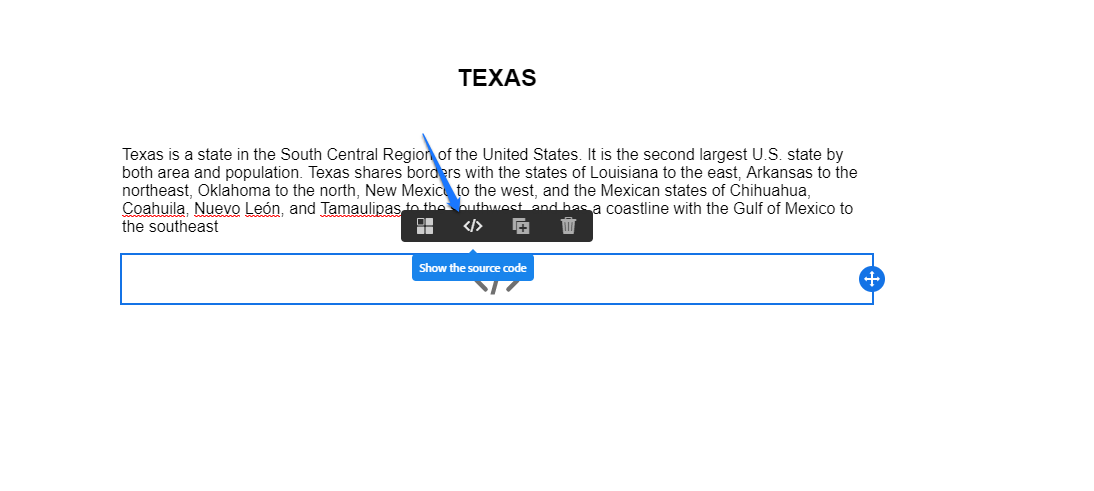 TEXAS
Texas is a state in the South Central Region of the United States. It is the second largest U.S. state by
both area and population. Texas shares borders with the states of Louisiana to the east, Arkansas to the
northeast, Oklahoma to the north, New Mexico to the west, and the Mexican states of Chihuahua,
Coahuila, Nuevo León, and Tamaulipas to the southwest, and has a coastline with the Gulf of Mexico to
the southeast
</> 
Show the source code
</>